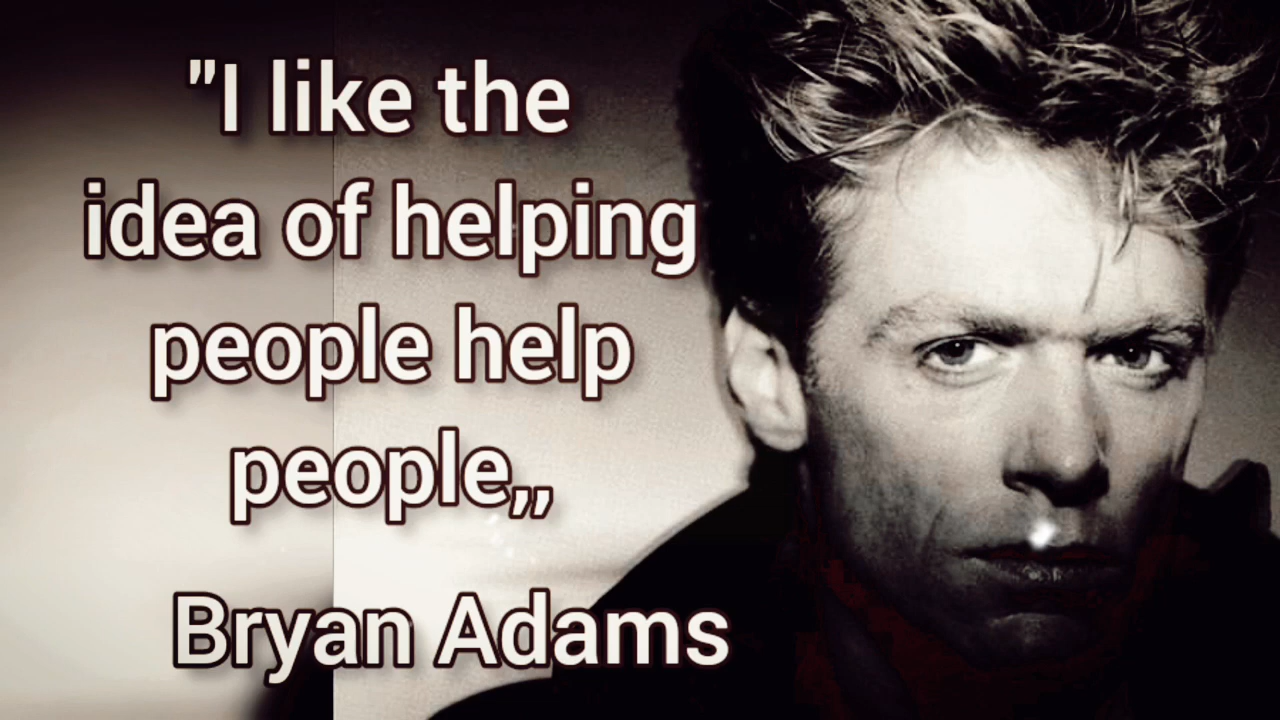 "I like the
idea of helping
people help
people,,
Bryan Adams